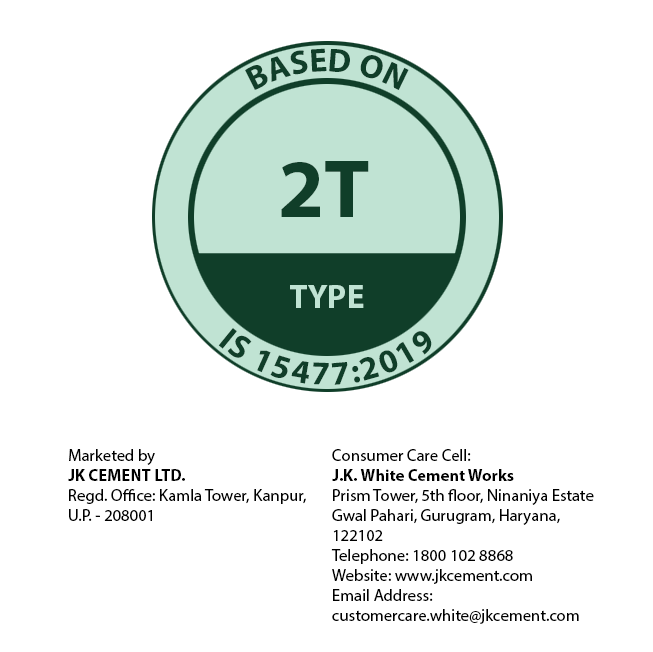 BASED ON
2T
TYPE
IS 15477:2019
Marketed by
JK CEMENT LTD.
Regd. Office: Kamla Tower, Kanpur,
U.P. - 208001
Consumer Care Cell:
J.K. White Cement Works
Prism Tower, 5th floor, Ninaniya Estate
Gwal Pahari, Gurugram, Haryana,
122102
Telephone: 1800 102 8868
Website: www.jkcement.com
Email Address:
customercare.white@jkcement.com